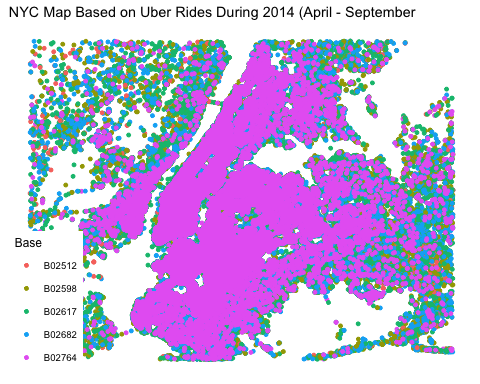 NYC Map Based on Uber Rides During 2014 (April - September
Base
B02512
B02598
B02617
B02682
B02764